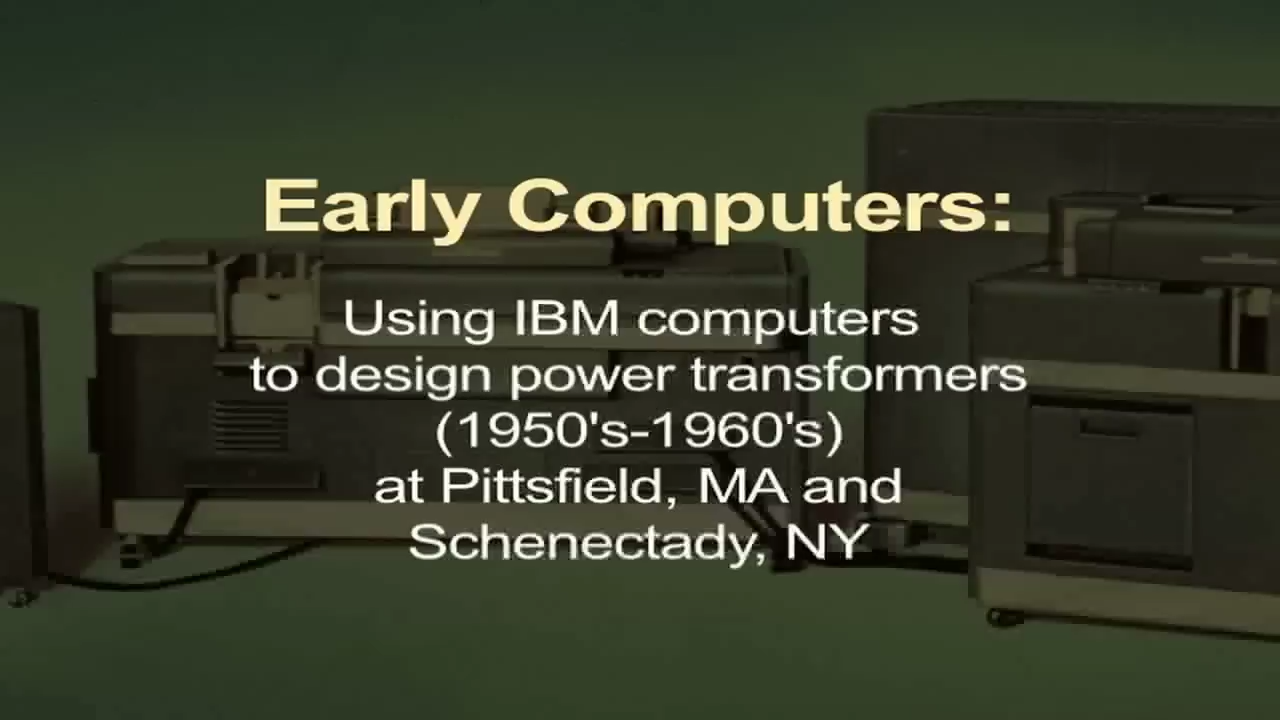 Early Computers:
Using IBM computers
to design power transformers
(1950's-1960's)
at Pittsfield, MA and
Schenectady, NY